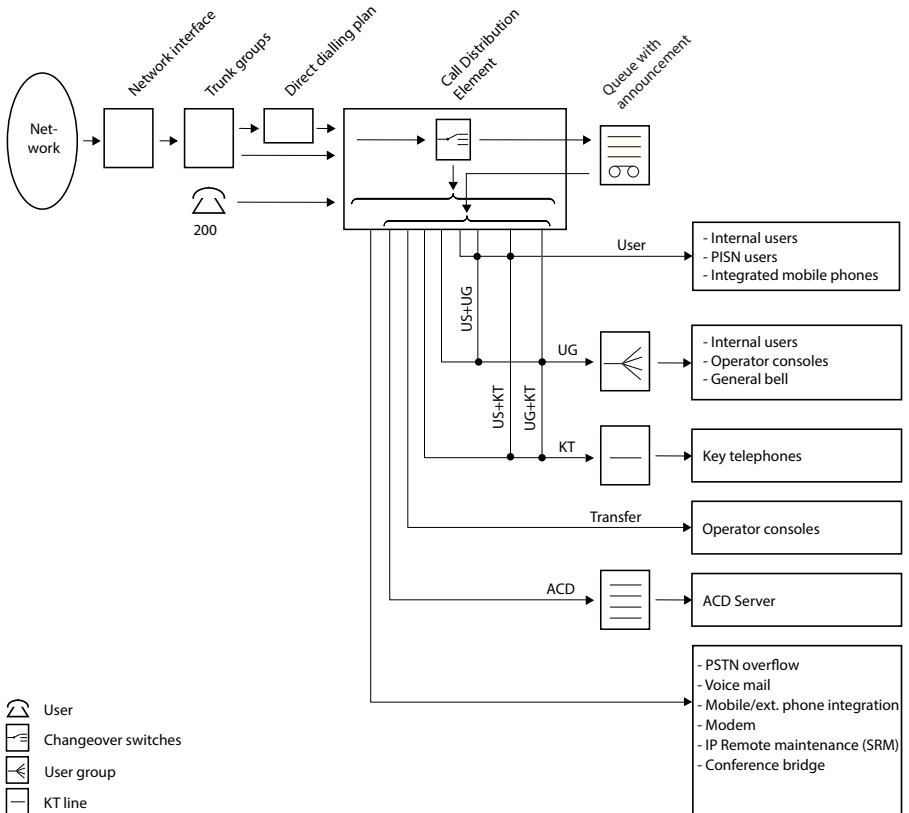 Network interface
Trunk groups
Direct dialling plan
Call Distribution
Element
Queue with
announcement
Net-
work
200
User
- Internal users
- PISN users
- Integrated mobile phones
US+UG
UG
- Internal users
- Operator consoles
- General bell
US+KT
UG+KT
KT
Key telephones
Transfer
Operator consoles
ACD
ACD Server
- PSTN overflow
- Voice mail
- Mobile/ext. phone integration
- Modem
- IP Remote maintenance (SRM)
- Conference bridge
User
Changeover switches
User group
KT line